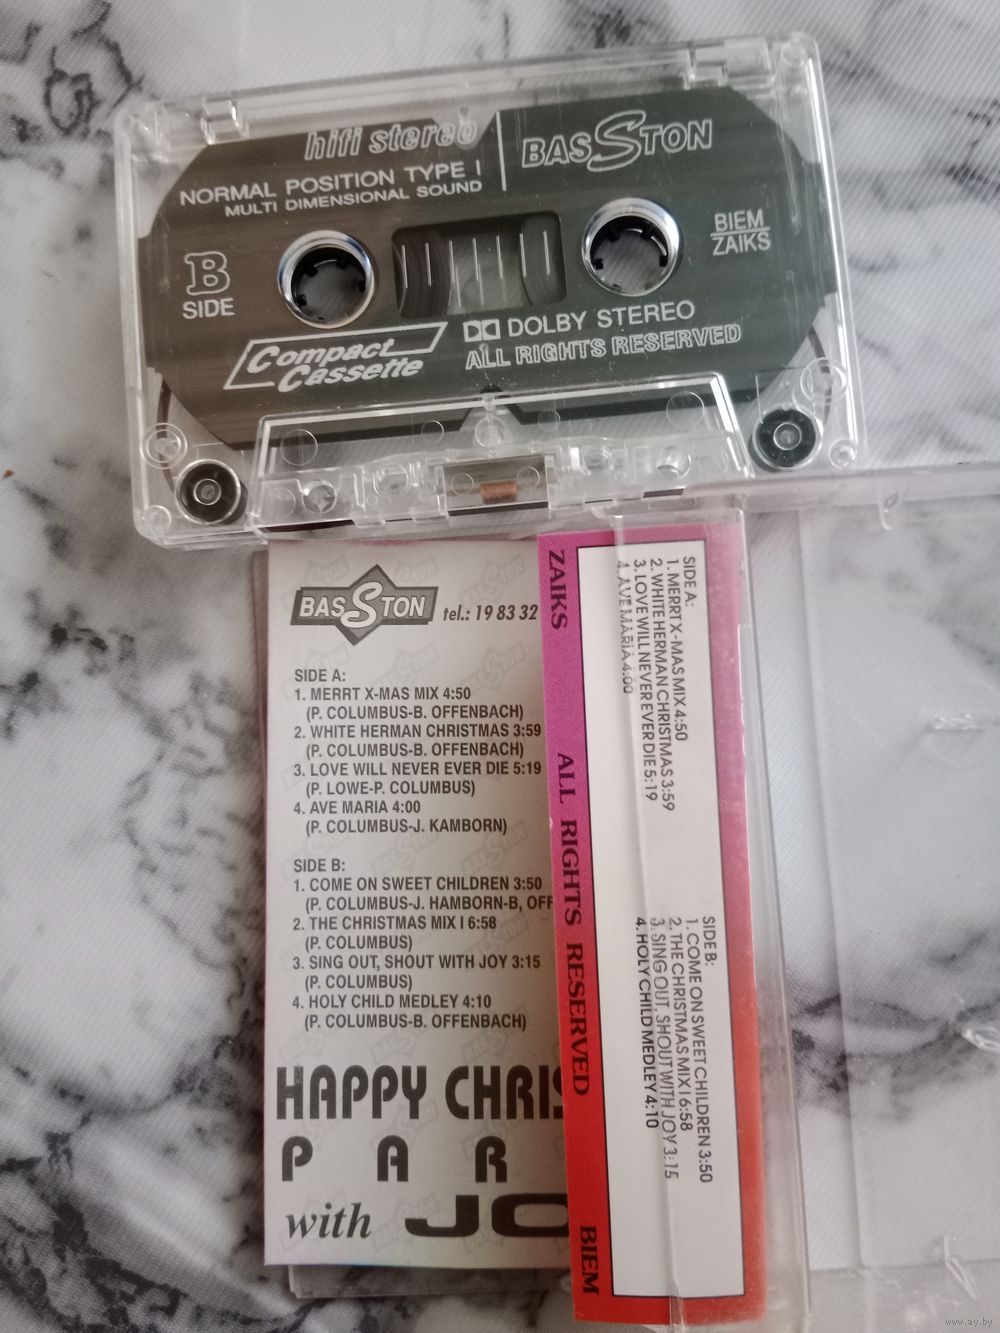 hifi stereo
NORMAL POSITION TYPE I
MULTI DIMENSIONAL SOUND
BASSTON
BIEM
ZAIKS
B
SIDE
Compact
Cassette
DOLBY STEREO
ALL RIGHTS RESERVED
BASSTON tel.: 19 83 32
SIDE A:
1. MERRT X-MAS MIX 4:50
(P. COLUMBUS-B. OFFENBACH)
2. WHITE HERMAN CHRISTMAS 3:59
(P. COLUMBUS-B. OFFENBACH)
3. LOVE WILL NEVER EVER DIE 5:19
(P. LOWE-P. COLUMBUS)
4. AVE MARIA 4:00
(P. COLUMBUS-J. KAMBORN)
SIDE B:
1. COME ON SWEET CHILDREN 3:50
(P. COLUMBUS-J. HAMBORN-B, OFF
2. THE CHRISTMAS MIX I 6:58
(P. COLUMBUS)
3. SING OUT, SHOUT WITH JOY 3:15
(P. COLUMBUS)
4. HOLY CHILD MEDLEY 4:10
(P. COLUMBUS-B. OFFENBACH)
HAPPY CHRIS
P A R
with JO
ZAIKS ALL RIGHTS RESERVED BIEM
SIDE A:
1. MERRT X-MAS MIX 4:50
2. WHITE HERMAN CHRISTMAS 3:59
3. LOVE WILL NEVER EVER DIE 5:19
4. AVE MARIA 4:00
SIDE B:
1. COME ON SWEET CHILDREN 3:50
2. THE CHRISTMAS MIX I 6:58
3. SING OUT, SHOUT WITH JOY 3:15
4. HOLY CHILD MEDLEY 4:10
www.ay.by